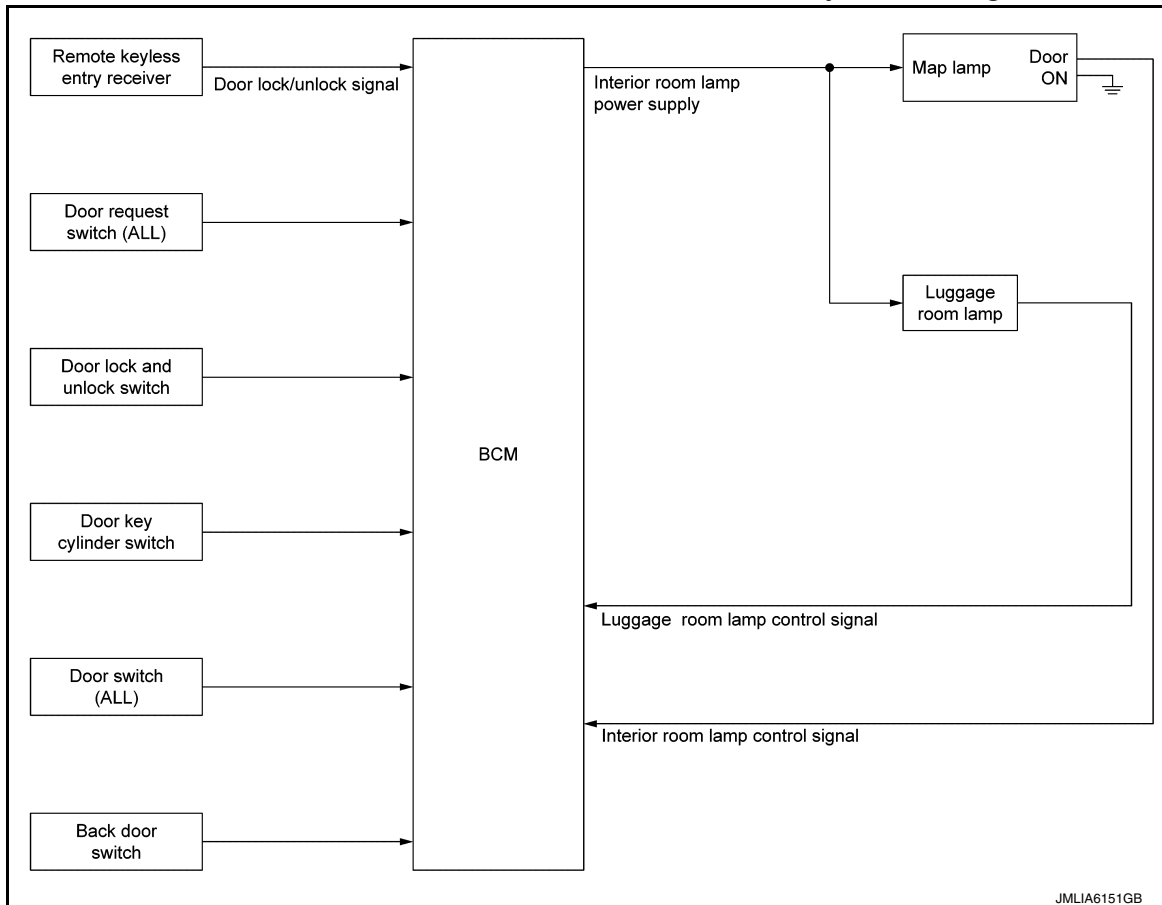 Remote keyless
entry receiver
Door lock/unlock signal
Interior room lamp
power supply
Map lamp
Door
ON
Door request
switch (ALL)
Luggage
room lamp
Door lock and
unlock switch
BCM
Door key
cylinder switch
Luggage room lamp control signal
Door switch
(ALL)
Interior room lamp control signal
Back door
switch
JMLIA6151GB